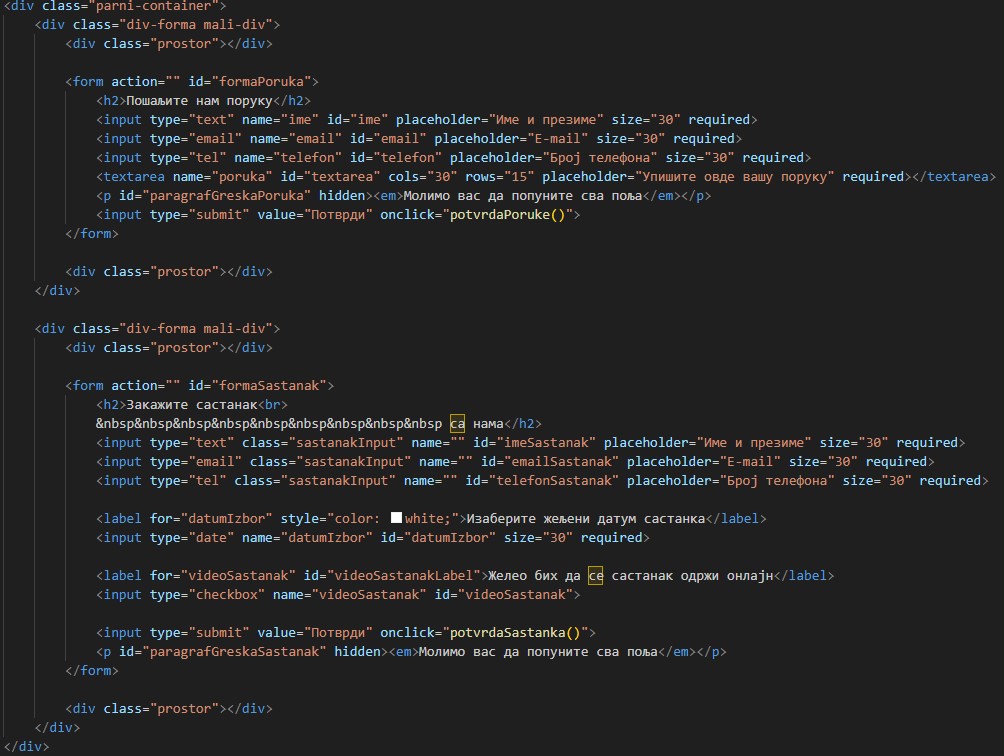 <div class="parni-container">
<div class="div-forma mali-div">
<div class="prostor"></div>
<form action="" id="formaPoruka">
<h2>Пошаљите нам поруку</h2>
<input type="text" name="ime" id="ime" placeholder="Име и презиме" size="30" required>
<input type="email" name="email" id="email" placeholder="E-mail" size="30" required>
<input type="tel" name="telefon" id="telefon" placeholder="Број телефона" size="30" required>
<textarea name="poruka" id="textarea" cols="30" rows="15" placeholder="Упишите овде вашу поруку" required></textarea>
<p id="paragrafGreskaPoruka" hidden><em>Молимо вас да попуните сва поља</em></p>
<input type="submit" value="Потврди" onclick="potvrdaPoruke()">
</form>
<div class="prostor"></div>
</div>
<div class="div-forma mali-div">
<div class="prostor"></div>
<form action="" id="formaSastanak">
<h2>Закажите састанак<br>
&nbsp&nbsp&nbsp&nbsp&nbsp&nbsp&nbsp&nbsp&nbsp са нама</h2>
<input type="text" class="sastanakInput" name="" id="imeSastanak" placeholder="Име и презиме" size="30" required>
<input type="email" class="sastanakInput" name="" id="emailSastanak" placeholder="E-mail" size="30" required>
<input type="tel" class="sastanakInput" name="" id="telefonSastanak" placeholder="Број телефона" size="30" required>
<label for="datumIzbor" style="color: white;">Изаберите жељени датум састанка</label>
<input type="date" name="datumIzbor" id="datumIzbor" size="30" required>
<label for="videoSastanak" id="videoSastanakLabel">Желео бих да се састанак одржи онлајн</label>
<input type="checkbox" name="videoSastanak" id="videoSastanak">
<input type="submit" value="Потврди" onclick="potvrdaSastanka()">
<p id="paragrafGreskaSastanak" hidden><em>Молимо вас да попуните сва поља</em></p>
</form>
<div class="prostor"></div>
</div>
</div>